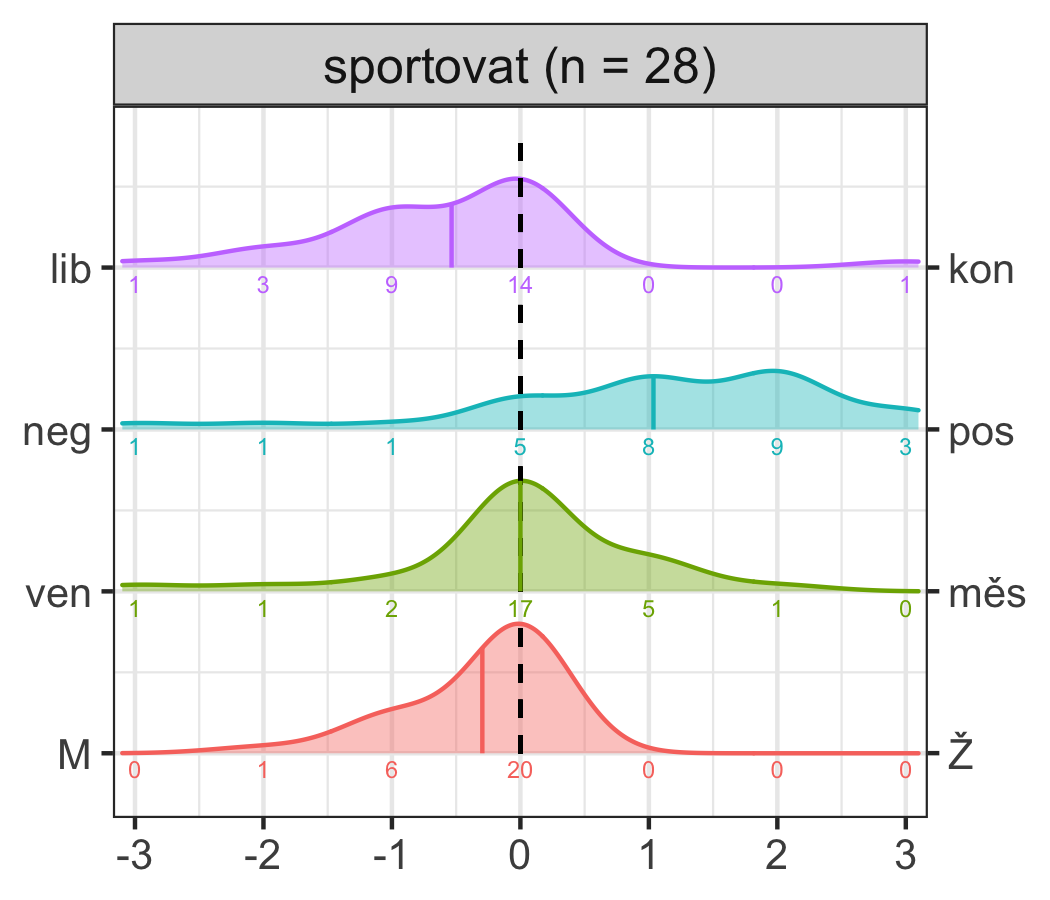 sportovat (n = 28)
lib kon
1 3 9 14 0 0 1
neg pos
1 1 1 5 8 9 3
ven měs
1 1 2 17 5 1 0
M Ž
0 1 6 20 0 0 0
-3 -2 -1 0 1 2 3